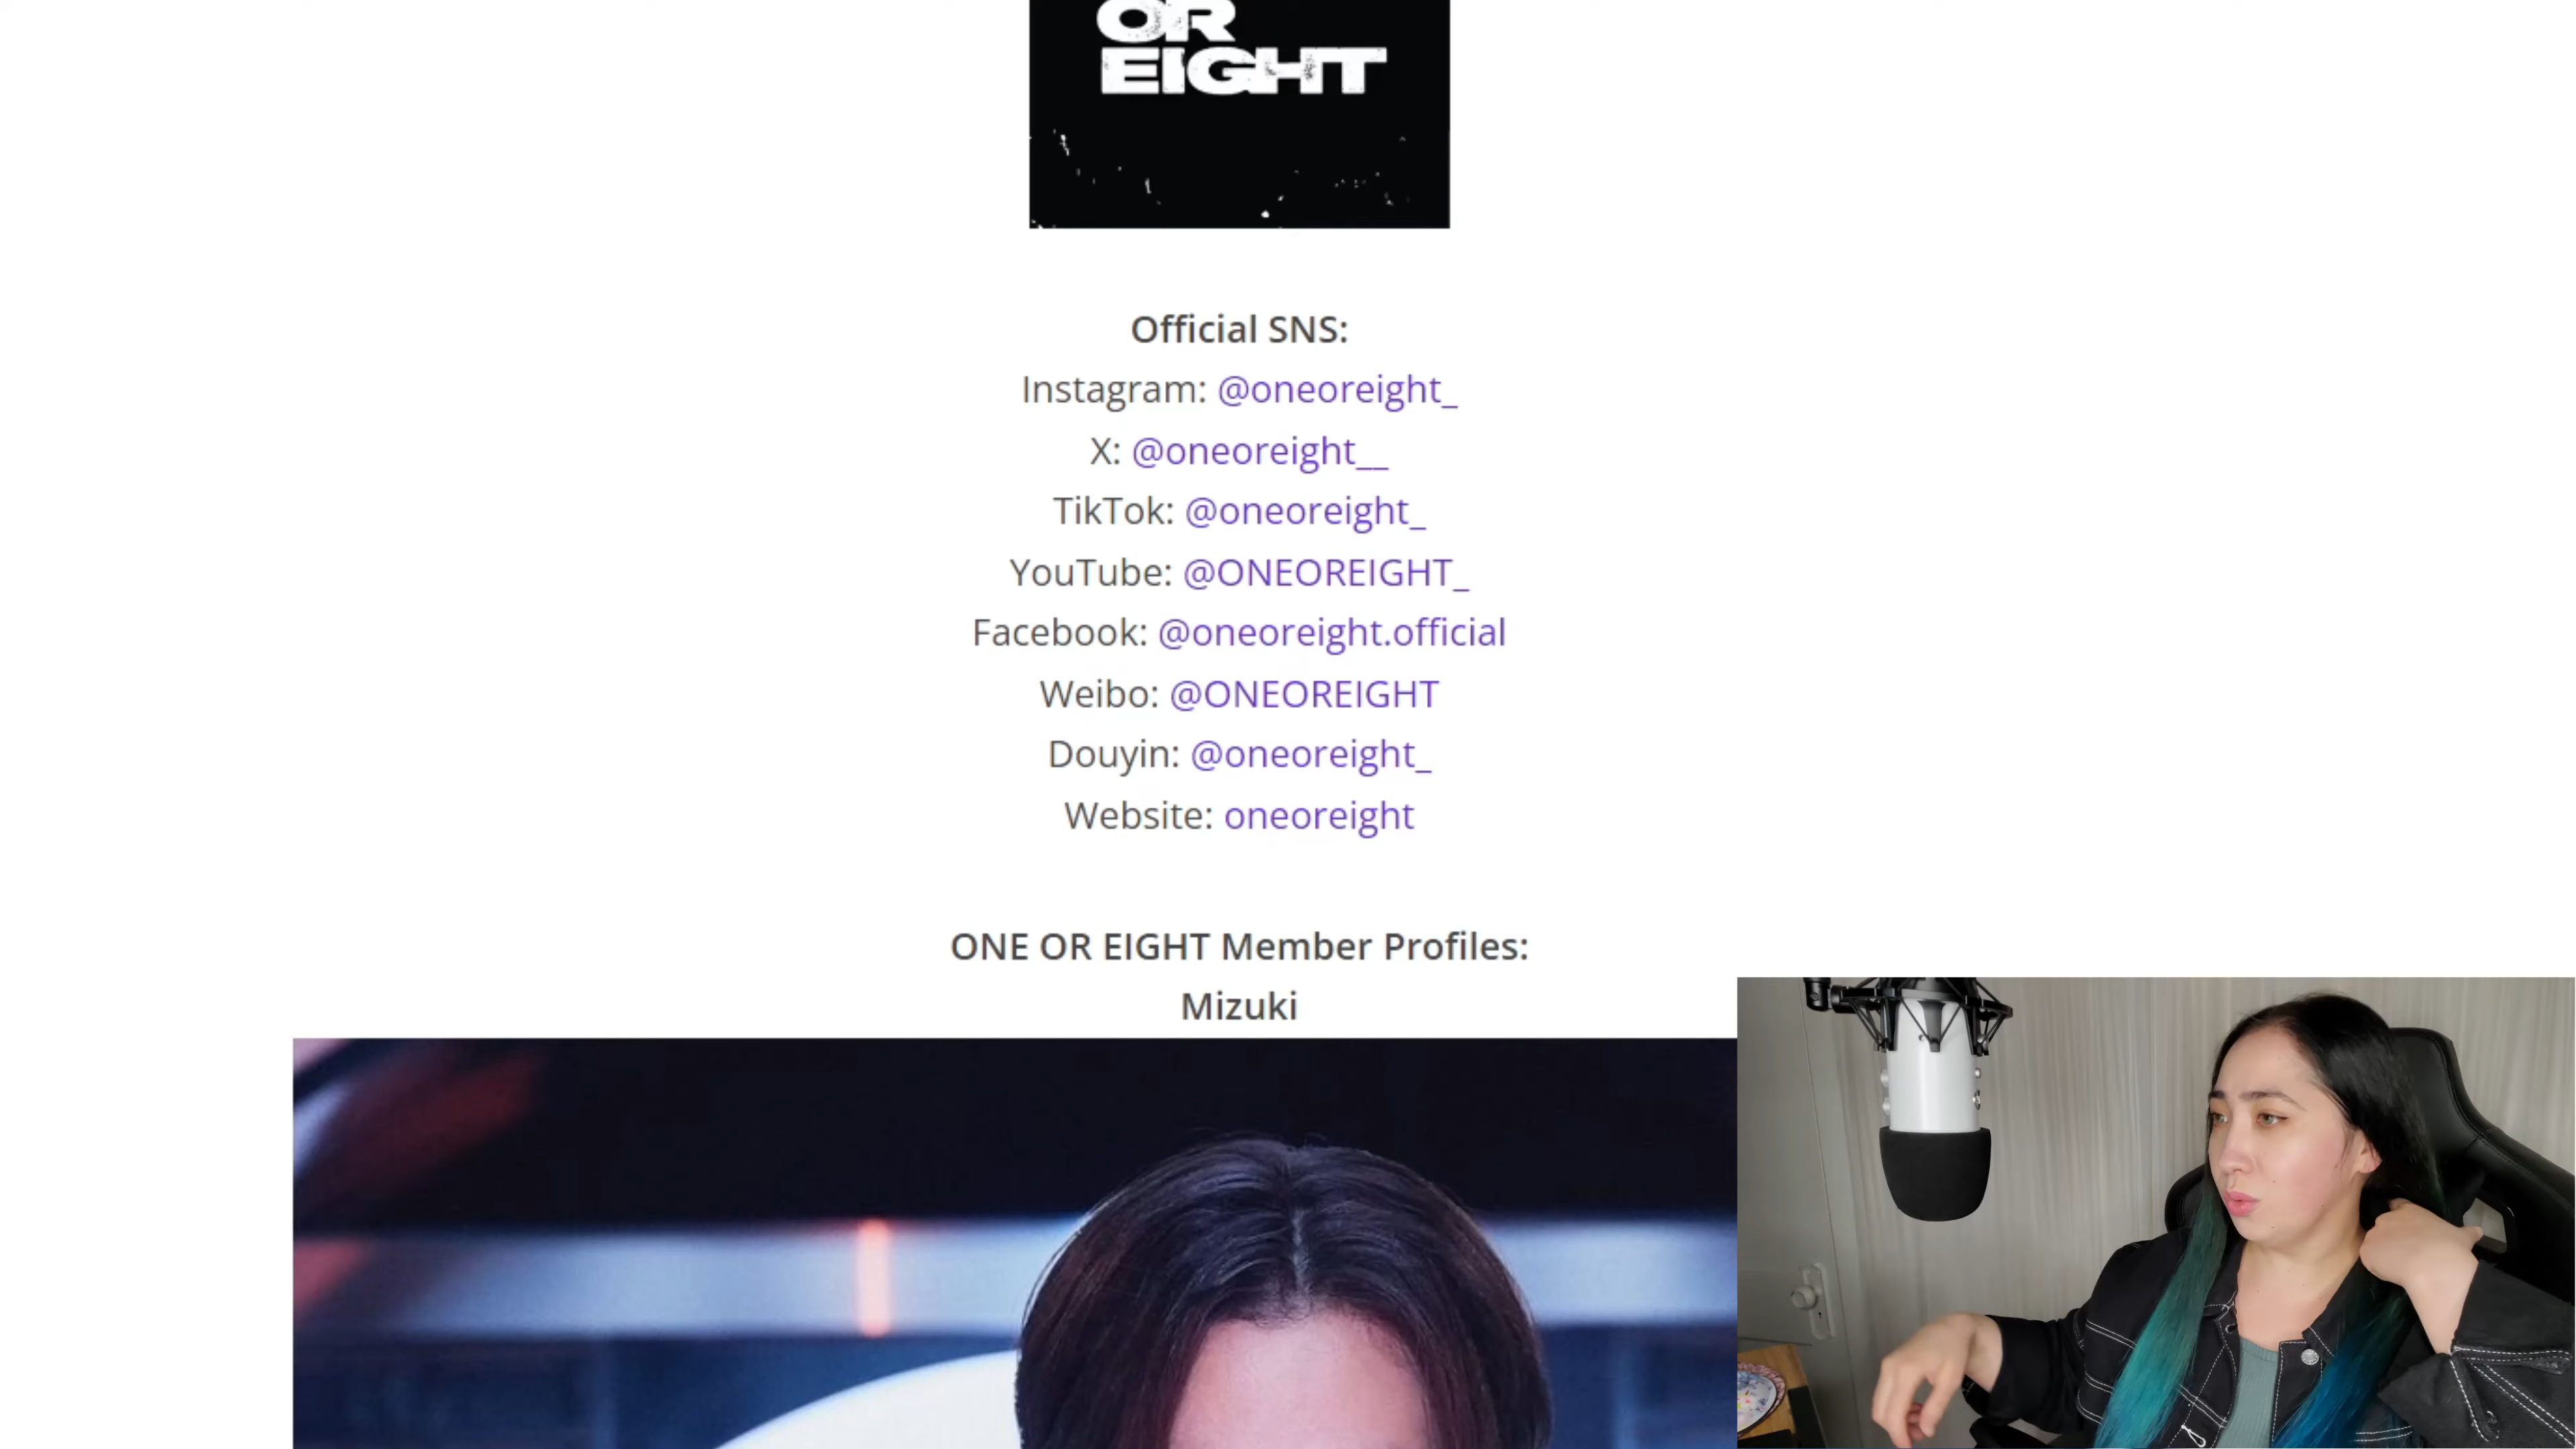 OR
EIGHT
Official SNS:
Instagram: @oneoreight_
X: @oneoreight__
TikTok: @oneoreight_
YouTube: @ONEOREIGHT_
Facebook: @oneoreight.official
Weibo: @ONEOREIGHT
Douyin: @oneoreight_
Website: oneoreight
ONE OR EIGHT Member Profiles:
Mizuki